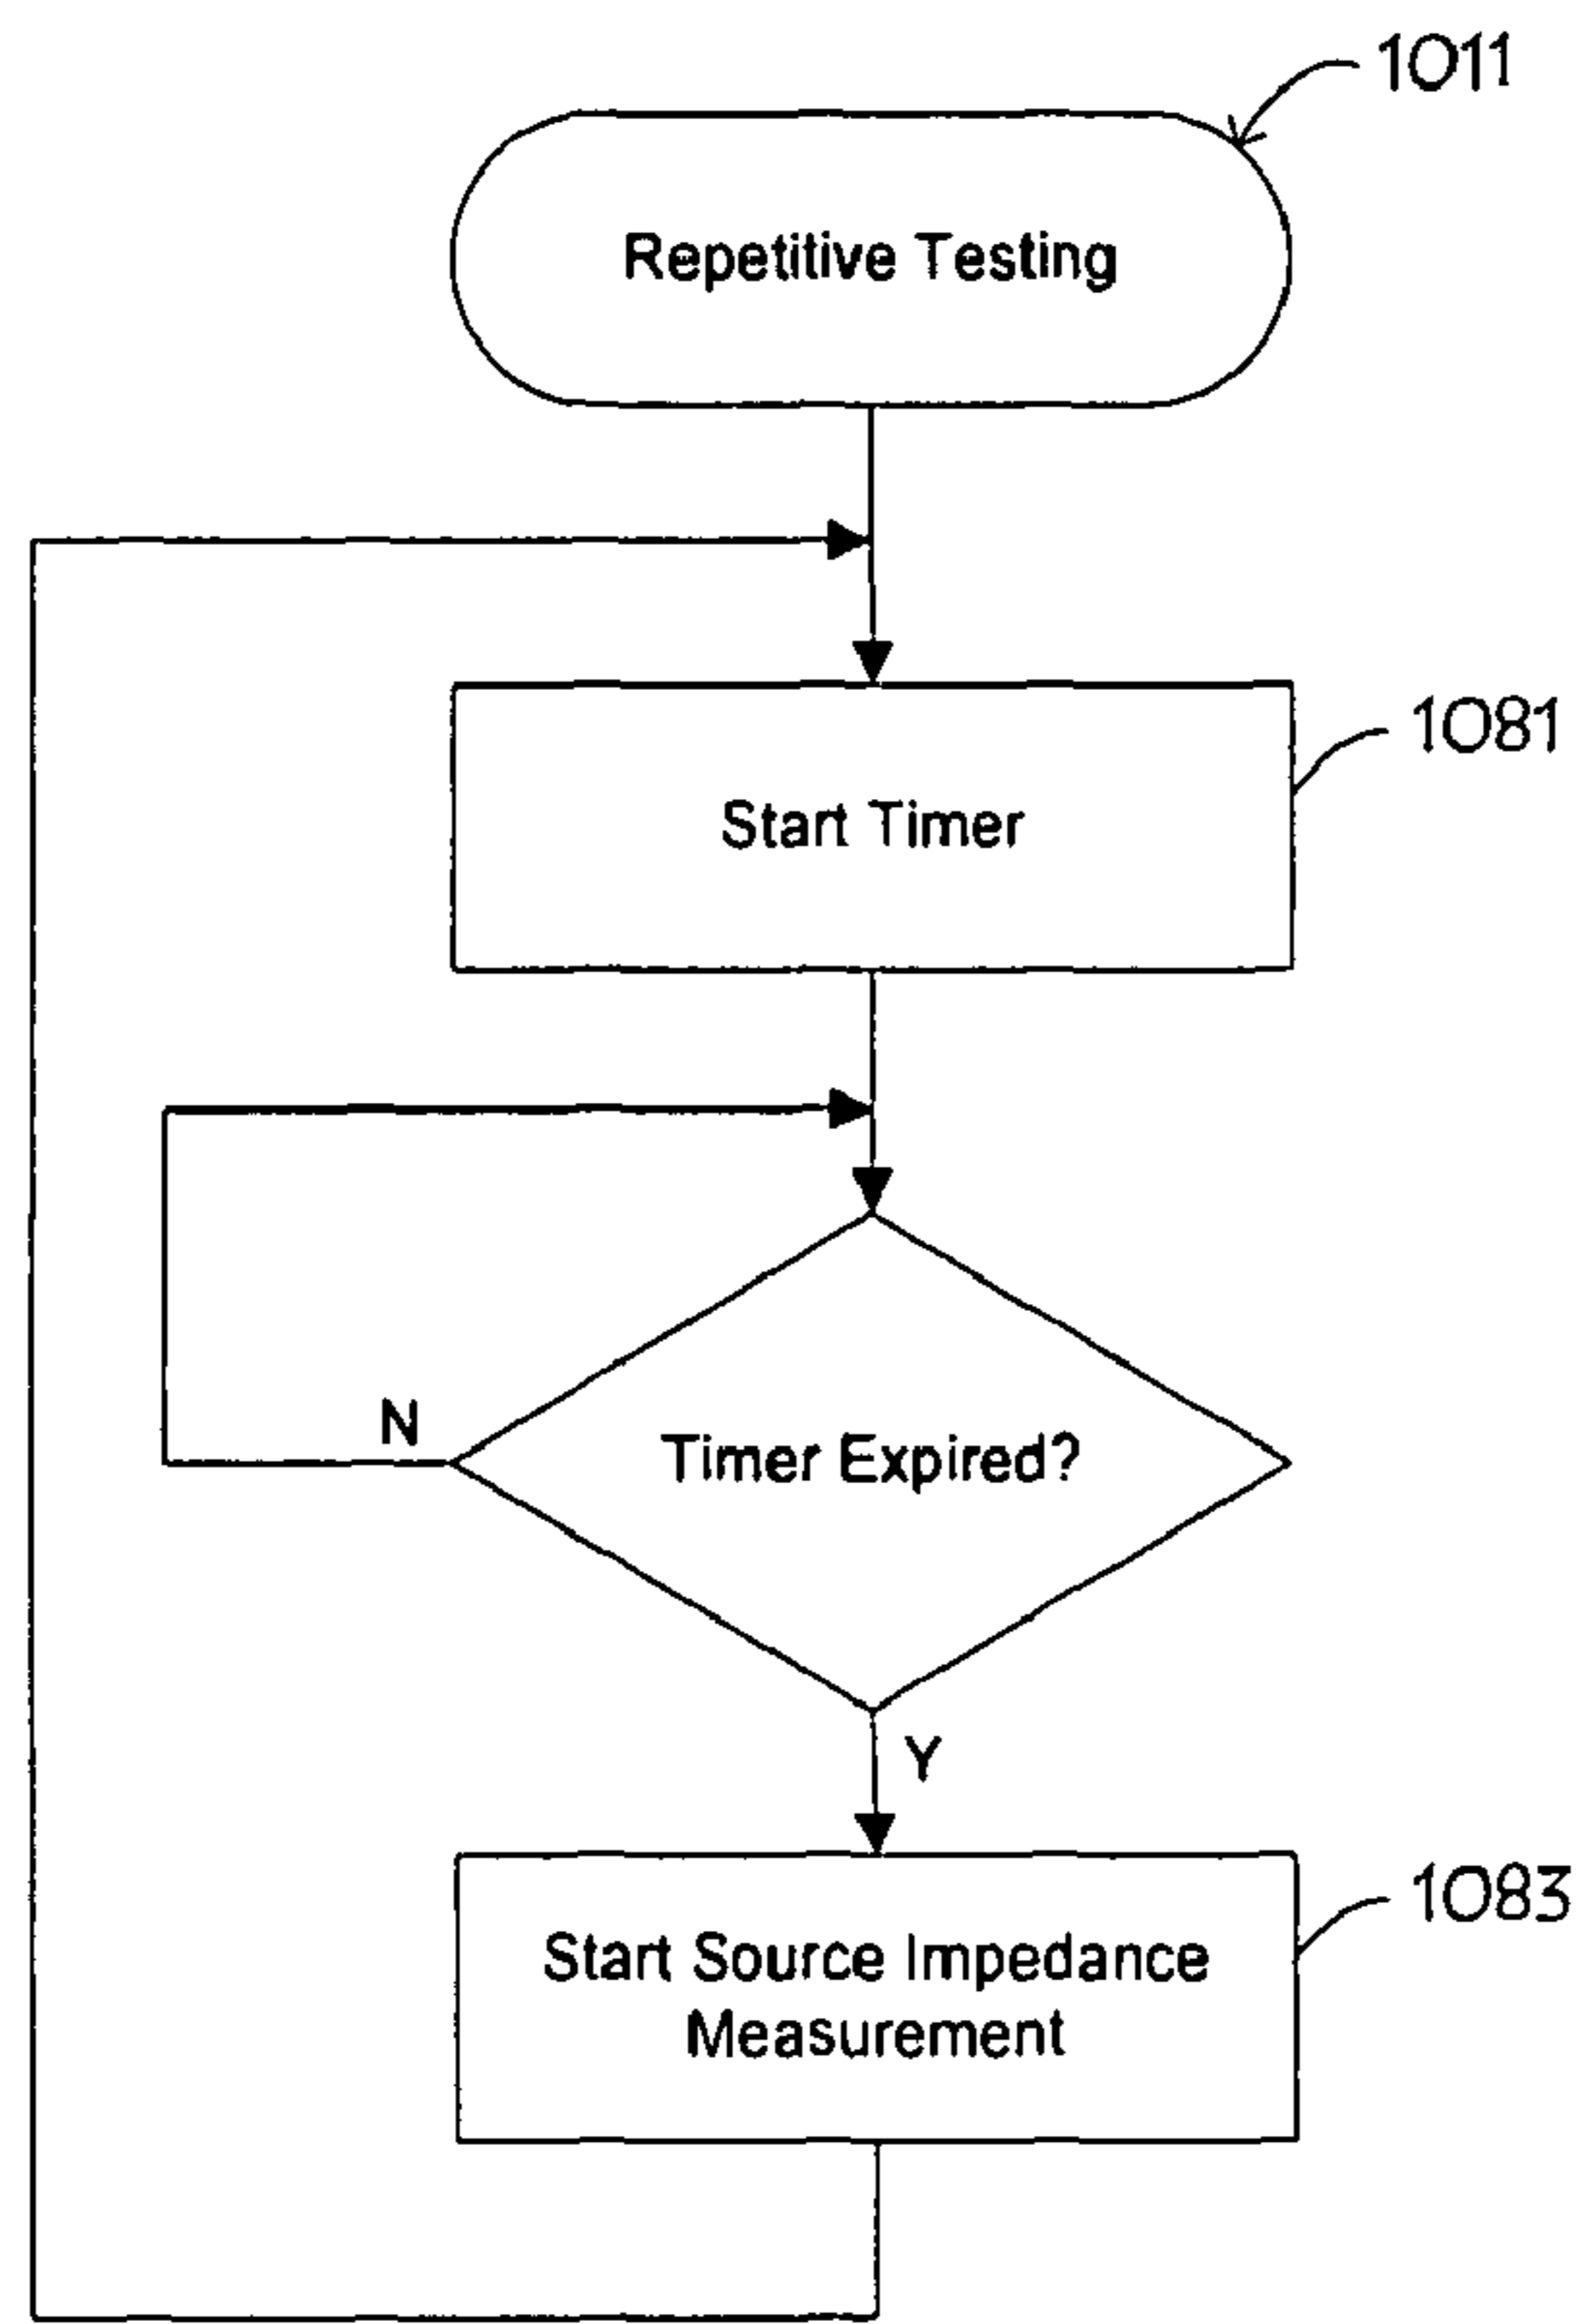 1011
Repetitive Testing
1081
Start Timer
N
Timer Expired?
Y
1083
Start Source Impedance
Measurement